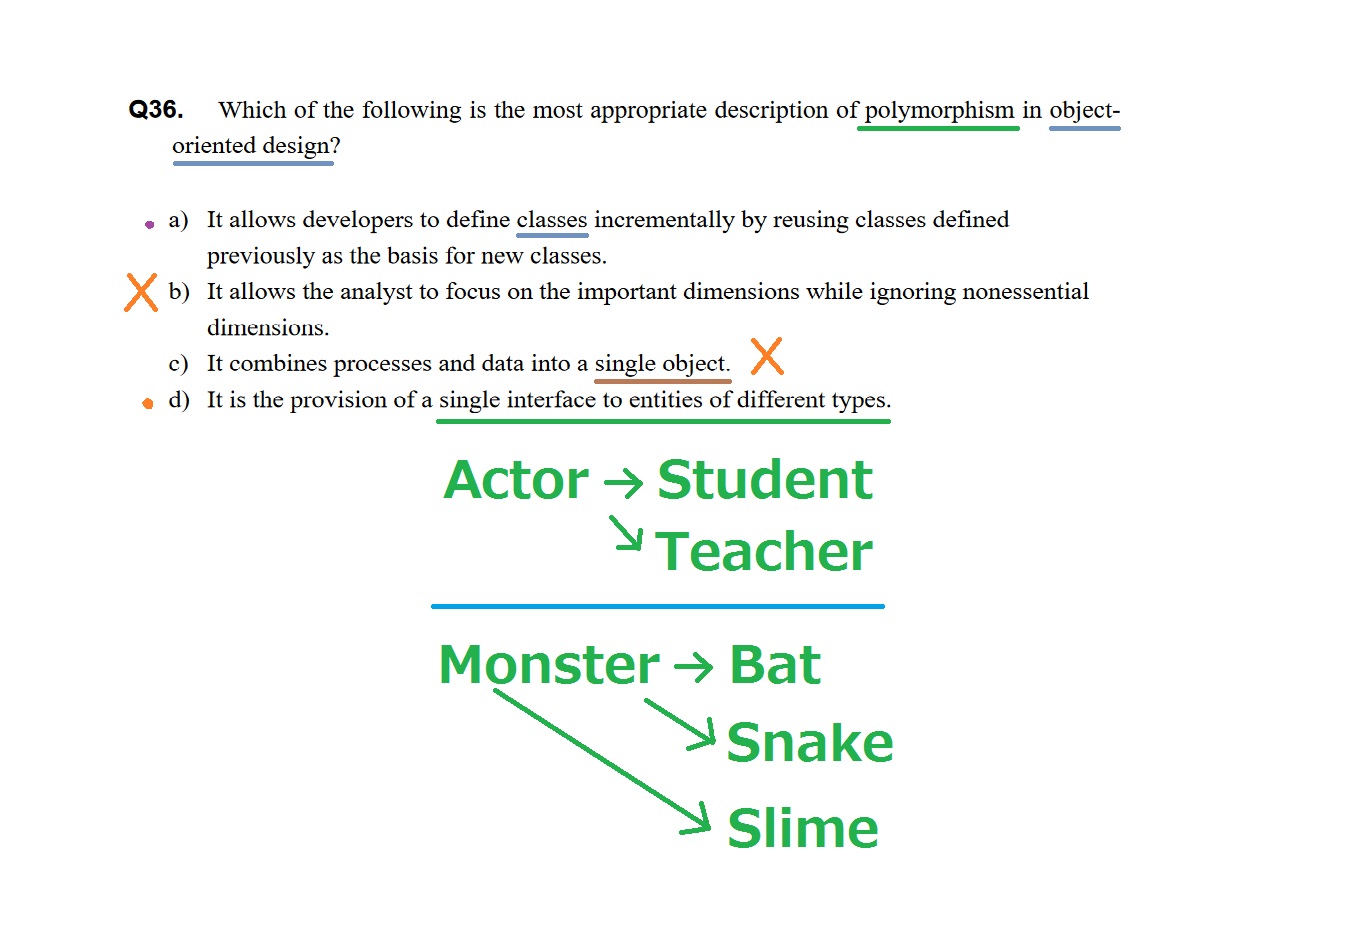 Q36. Which of the following is the most appropriate description of polymorphism in object-
oriented design?
a) It allows developers to define classes incrementally by reusing classes defined
previously as the basis for new classes.
b) It allows the analyst to focus on the important dimensions while ignoring nonessential
dimensions.
c) It combines processes and data into a single object.
d) It is the provision of a single interface to entities of different types.
Actor → Student
Teacher
Monster → Bat
Snake
Slime